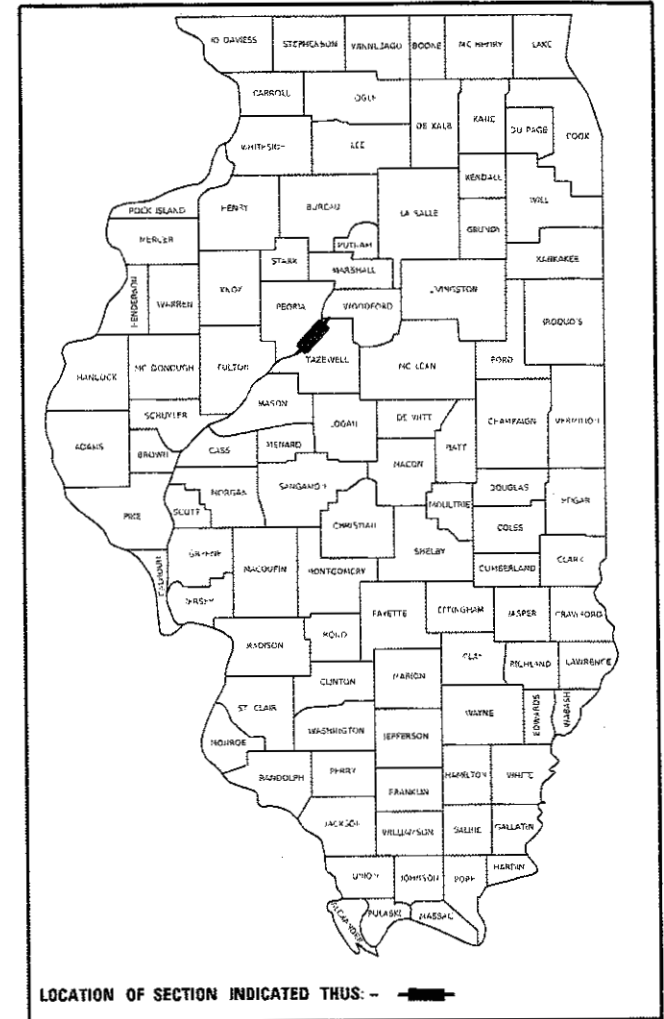 JO DAVIESS STEPHENSON WINNEBAGO BOONE MC HENRY LAKE
CARROLL OGLE DE KALB KANE DU PAGE COOK
WHITESIDE LEE
KENDALL
ROCK ISLAND HENRY BUREAU LA SALLE GRUNDY WILL
MERCER STARK PUTNAM MARSHALL KANKAKEE
HENDERSON WARREN KNOX PEORIA WOODFORD LIVINGSTON IROQUOIS
HANCOCK MC DONOUGH FULTON TAZEWELL MC LEAN FORD
SCHUYLER MASON LOGAN DE WITT CHAMPAIGN VERMILION
ADAMS BROWN CASS MENARD MACON PIATT
PIKE SCOTT MORGAN SANGAMON CHRISTIAN MOULTRIE DOUGLAS EDGAR
COLES
CALHOUN GREENE MACOUPIN MONTGOMERY SHELBY CUMBERLAND CLARK
JERSEY FAYETTE EFFINGHAM JASPER CRAWFORD
MADISON BOND
CLINTON MARION CLAY RICHLAND LAWRENCE
ST. CLAIR WASHINGTON JEFFERSON WAYNE EDWARDS WABASH
MONROE
RANDOLPH PERRY FRANKLIN HAMILTON WHITE
JACKSON WILLIAMSON SALINE GALLATIN
UNION JOHNSON POPE HARDIN
ALEXANDER PULASKI MASSAC
LOCATION OF SECTION INDICATED THUS: -